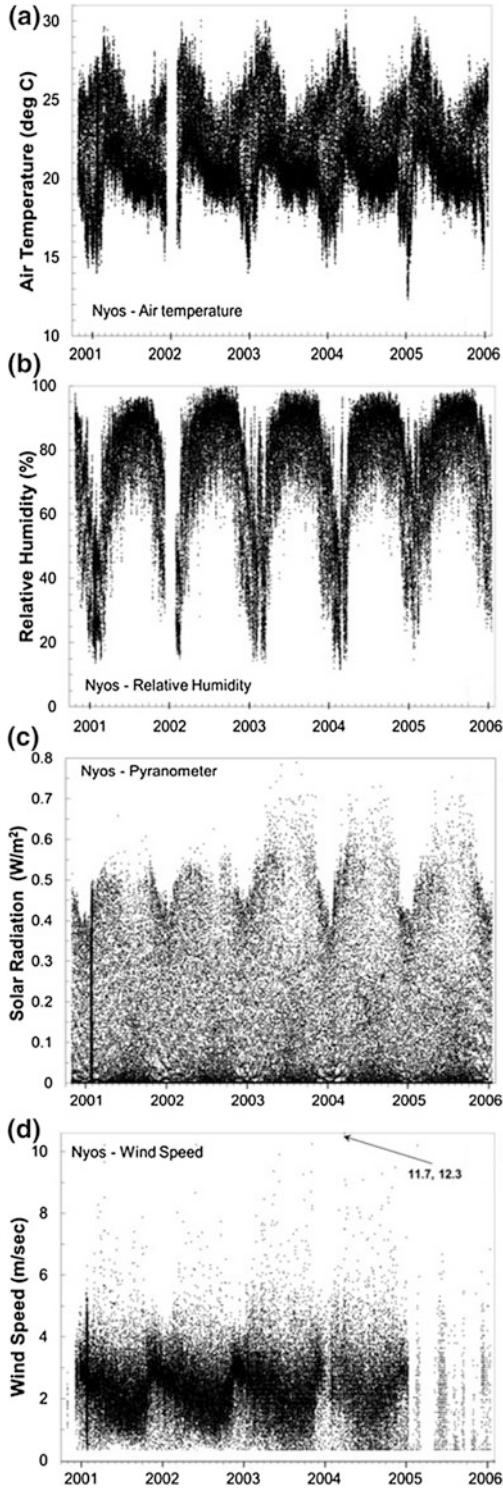 (a)
30
25
20
15
10
Air Temperature (deg C)
Nyos - Air temperature
2001 2002 2003 2004 2005 2006
(b)
100
80
60
40
20
0
Relative Humidity (%)
Nyos - Relative Humidity
2001 2002 2003 2004 2005 2006
(c)
0.8
0.7
0.6
0.5
0.4
0.3
0.2
0.1
0
Solar Radiation (W/m²)
Nyos - Pyranometer
2001 2002 2003 2004 2005 2006
(d)
10
8
6
4
2
0
Wind Speed (m/sec)
Nyos - Wind Speed
11.7, 12.3
2001 2002 2003 2004 2005 2006